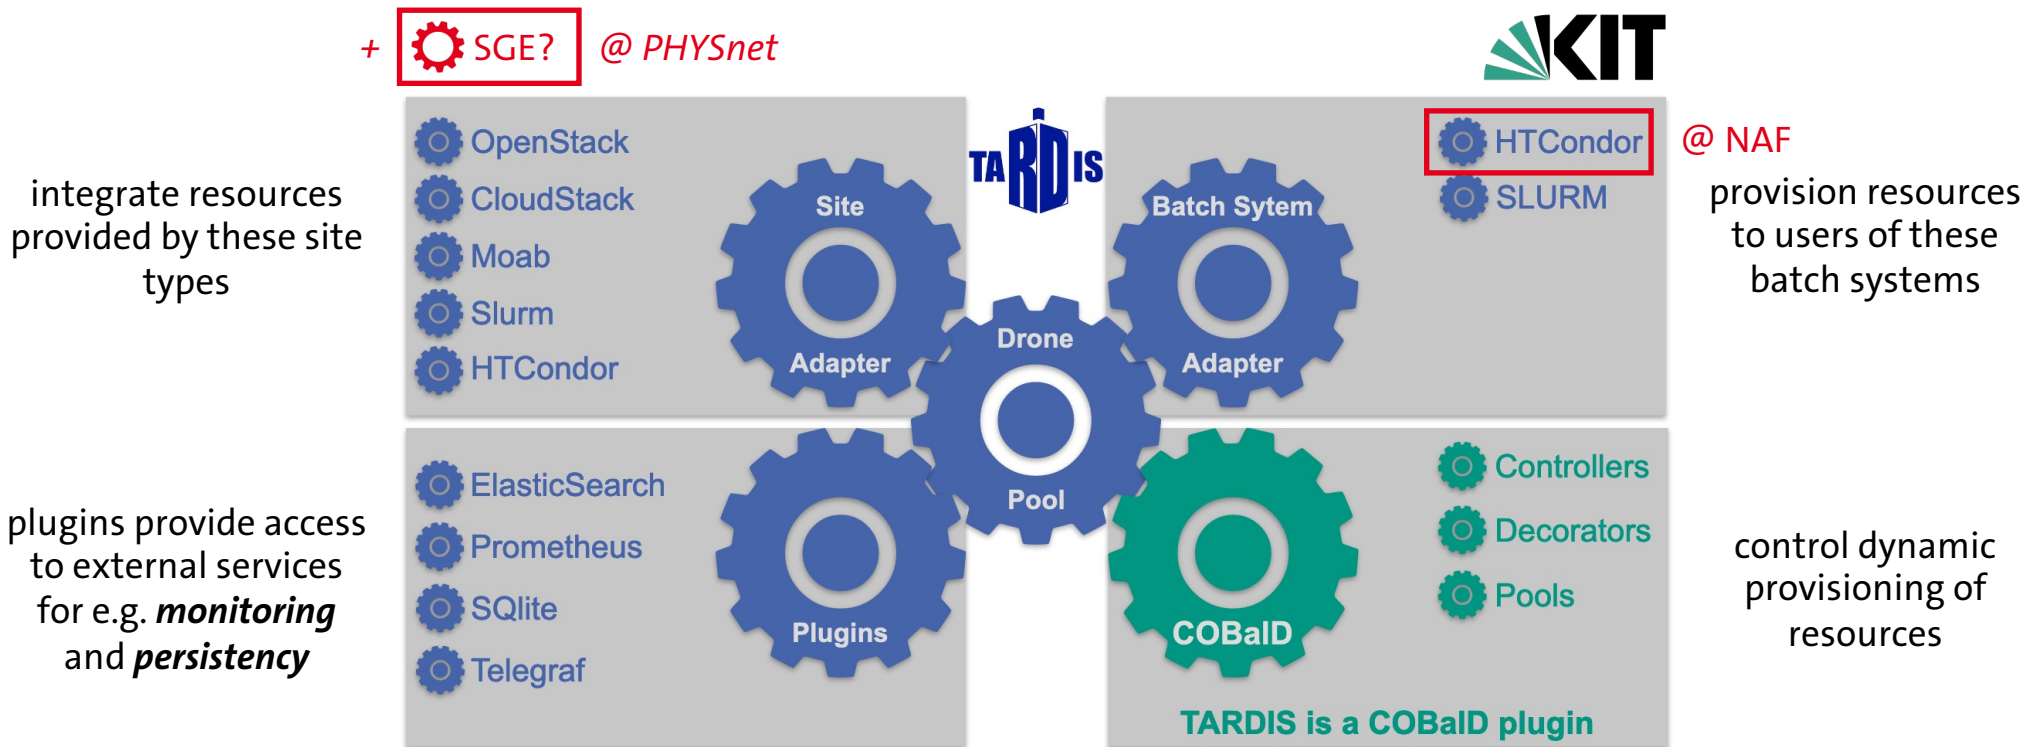 + SGE? @ PHYSnet
KIT
integrate resources
provided by these site
types
OpenStack
CloudStack
Moab
Slurm
HTCondor
Site
Adapter
TARDIS
Batch Sytem
Adapter
HTCondor
@ NAF
SLURM
provision resources
to users of these
batch systems
Drone
Pool
plugins provide access
to external services
for e.g. monitoring
and persistency
ElasticSearch
Prometheus
SQlite
Telegraf
Plugins
COBalD
Controllers
Decorators
Pools
TARDIS is a COBalD plugin
control dynamic
provisioning of
resources